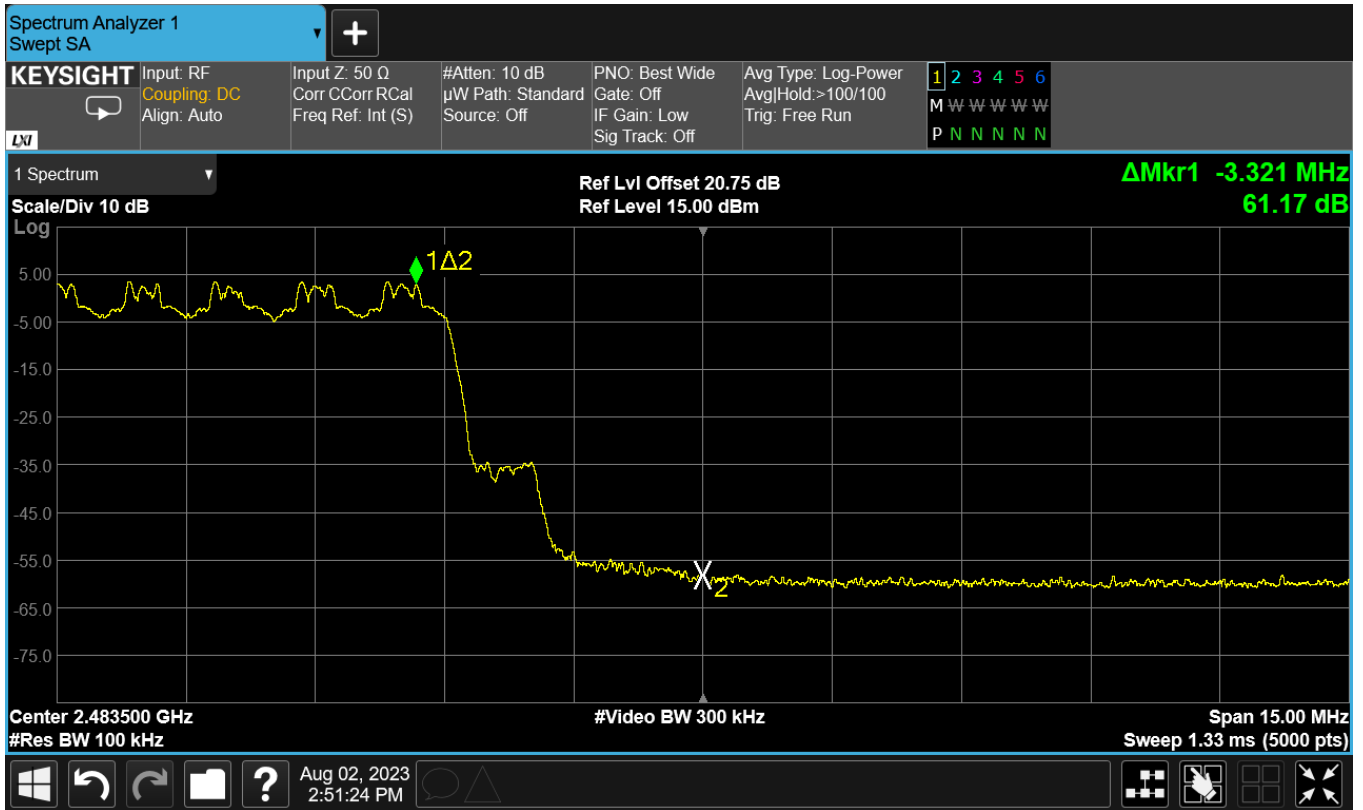 Spectrum Analyzer 1
Swept SA
KEYSIGHT
LXI
Input: RF
Coupling: DC
Align: Auto
Input Z: 50 Ω
Corr CCorr RCal
Freq Ref: Int (S)
#Atten: 10 dB
µW Path: Standard
Source: Off
PNO: Best Wide
Gate: Off
IF Gain: Low
Sig Track: Off
Avg Type: Log-Power
Avg|Hold:>100/100
Trig: Free Run
1 2 3 4 5 6
M W W W W W
P N N N N N
1 Spectrum
Scale/Div 10 dB
Log
Ref Lvl Offset 20.75 dB
Ref Level 15.00 dBm
ΔMkr1 -3.321 MHz
61.17 dB
1Δ2
5.00
-5.00
-15.0
-25.0
-35.0
-45.0
-55.0
2
-65.0
-75.0
Center 2.483500 GHz
#Video BW 300 kHz
Span 15.00 MHz
#Res BW 100 kHz
Sweep 1.33 ms (5000 pts)
?
Aug 02, 2023
2:51:24 PM